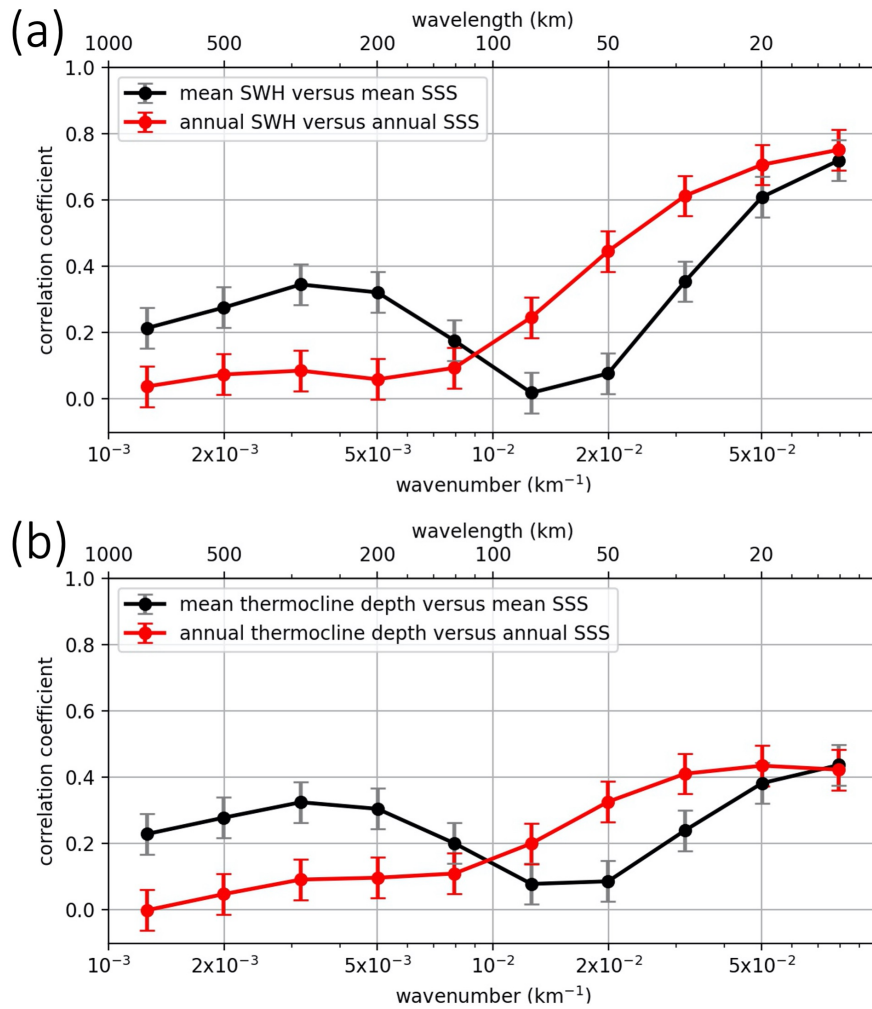 (a)
wavelength (km)
1000 500 200 100 50 20
1.0
0.8
0.6
0.4
0.2
0.0
correlation coefficient
mean SWH versus mean SSS
annual SWH versus annual SSS
10⁻³ 2x10⁻³ 5x10⁻³ 10⁻² 2x10⁻² 5x10⁻²
wavenumber (km⁻¹)
(b)
wavelength (km)
1000 500 200 100 50 20
1.0
0.8
0.6
0.4
0.2
0.0
correlation coefficient
mean thermocline depth versus mean SSS
annual thermocline depth versus annual SSS
10⁻³ 2x10⁻³ 5x10⁻³ 10⁻² 2x10⁻² 5x10⁻²
wavenumber (km⁻¹)